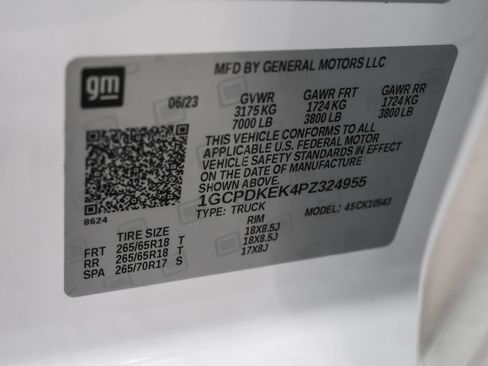 gm
MFD BY GENERAL MOTORS LLC
06/23 GVWR GAWR FRT GAWR RR
3175 KG 1724 KG 1724 KG
7000 LB 3800 LB 3800 LB
THIS VEHICLE CONFORMS TO ALL
APPLICABLE U.S. FEDERAL MOTOR
VEHICLE SAFETY STANDARDS IN EFFECT
ON THE DATE OF MANUFACTURE
SHOWN ABOVE.
1GCPDKEK4PZ324955
TYPE: TRUCK MODEL: 45CK10543
8624
TIRE SIZE RIM
FRT 265/65R18 T 18X8.5J
RR 265/65R18 T 18X8.5J
SPA 265/70R17 S 17X8J